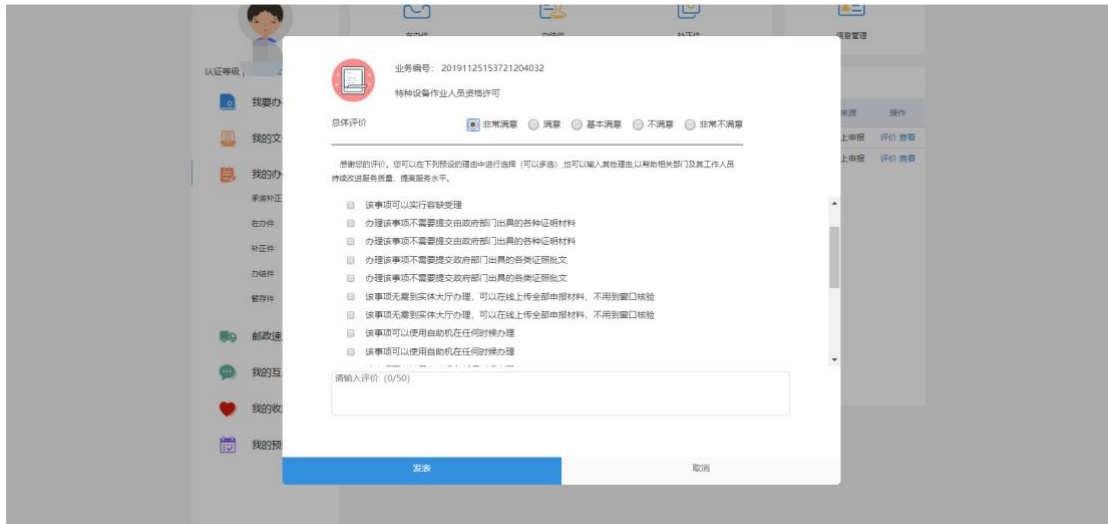 在办件 办结件 补正件 信息管理
认证等级
业务编号: 20191125153721204032
特种设备作业人员资格许可
总体评价 非常满意 满意 基本满意 不满意 非常不满意
感谢您的评价。您可以在下列预设的理由中进行选择（可以多选）,也可以输入其他理由,以帮助相关部门及其工作人员
持续改进服务质量，提高服务水平。
该事项可以实行容缺受理
办理该事项不需要提交由政府部门出具的各种证明材料
办理该事项不需要提交由政府部门出具的各种证明材料
办理该事项不需要提交政府部门出具的各类证照批文
办理该事项不需要提交政府部门出具的各类证照批文
该事项无需到实体大厅办理，可以在线上传全部申报材料，不用到窗口核验
该事项无需到实体大厅办理，可以在线上传全部申报材料，不用到窗口核验
该事项可以使用自助机在任何时候办理
该事项可以使用自助机在任何时候办理
请输入评价（0/50）
发表 取消
我要办
我的文
我的办
承诺补正
在办件
补正件
办结件
暂存件
邮政速
我的互
我的收
我的预
来源 操作
上申报 评价 查看
上申报 评价 查看